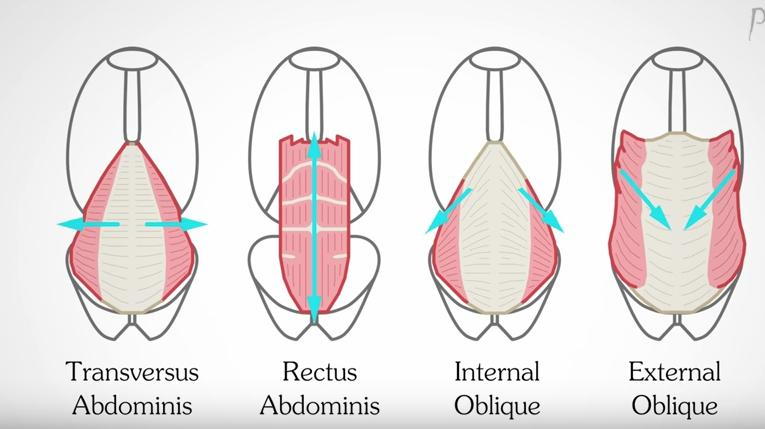 Transversus
Abdominis
Rectus
Abdominis
Internal
Oblique
External
Oblique